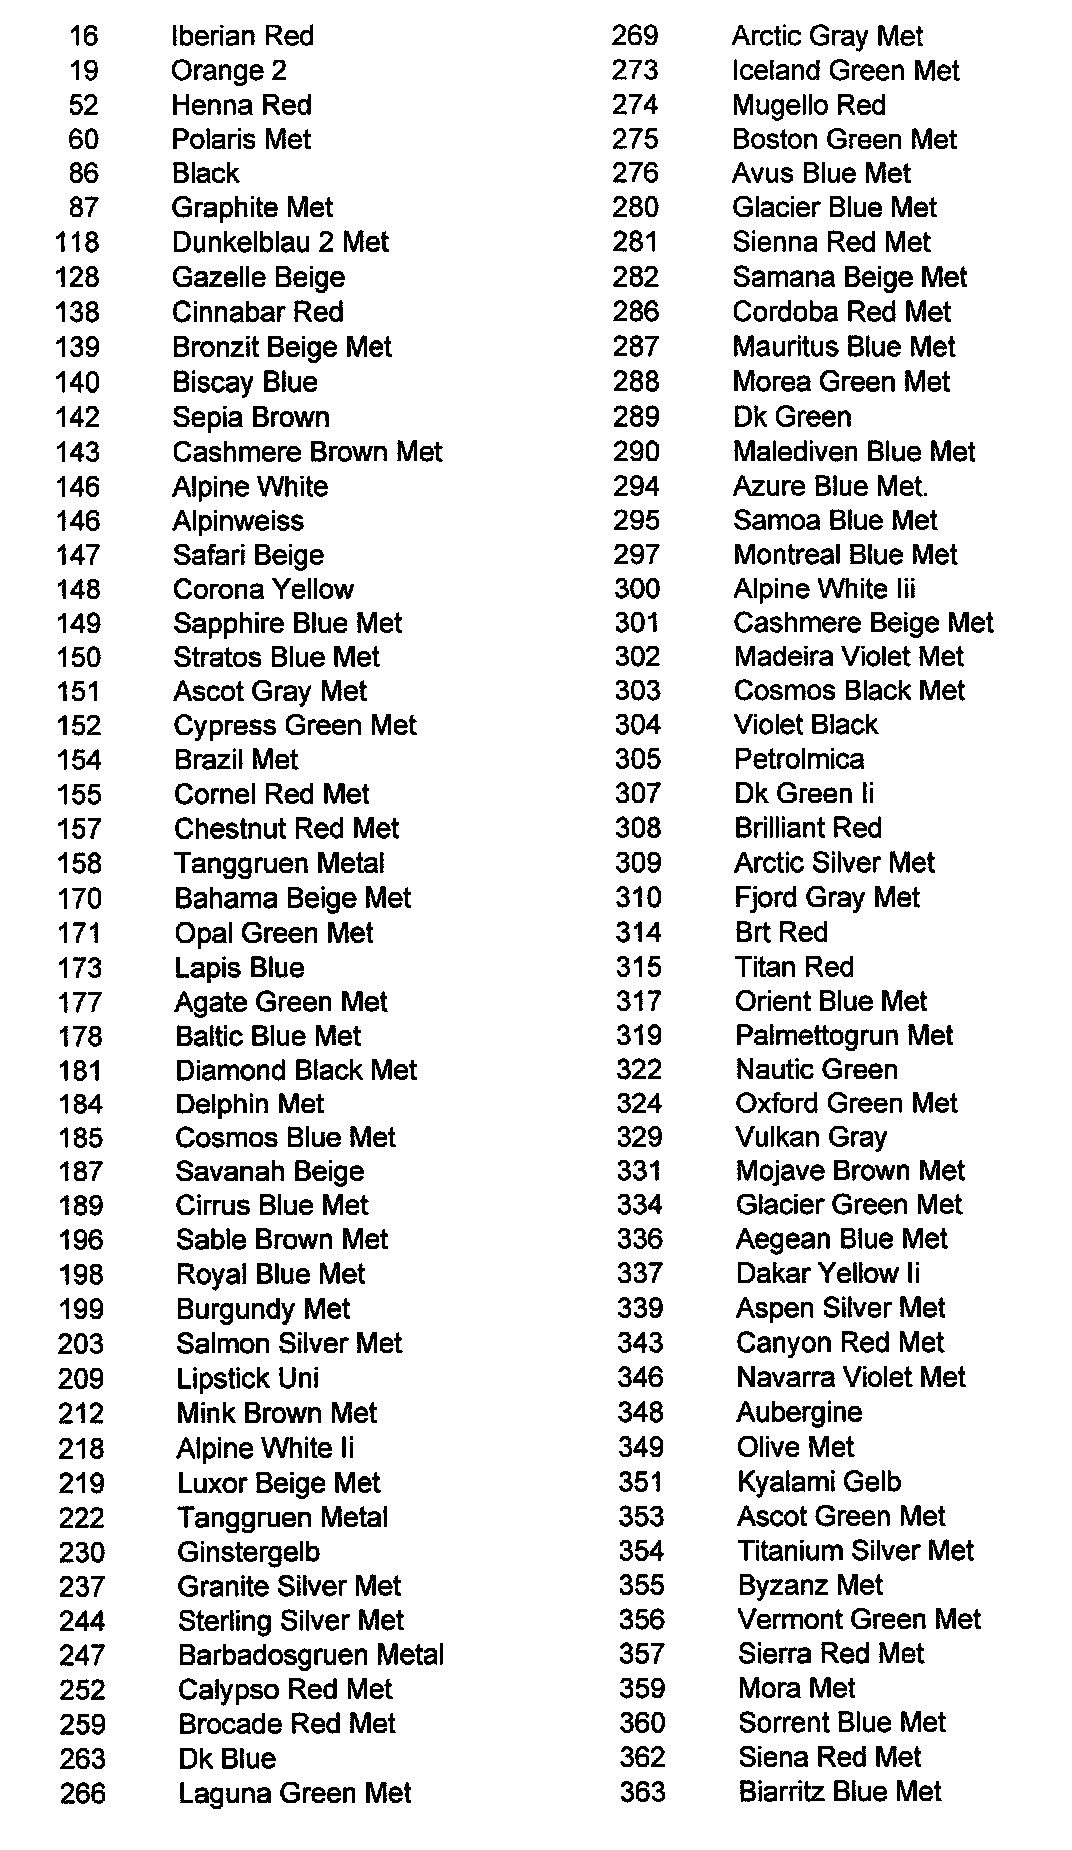 16 Iberian Red
19 Orange 2
52 Henna Red
60 Polaris Met
86 Black
87 Graphite Met
118 Dunkelblau 2 Met
128 Gazelle Beige
138 Cinnabar Red
139 Bronzit Beige Met
140 Biscay Blue
142 Sepia Brown
143 Cashmere Brown Met
146 Alpine White
146 Alpinweiss
147 Safari Beige
148 Corona Yellow
149 Sapphire Blue Met
150 Stratos Blue Met
151 Ascot Gray Met
152 Cypress Green Met
154 Brazil Met
155 Cornel Red Met
157 Chestnut Red Met
158 Tanggruen Metal
170 Bahama Beige Met
171 Opal Green Met
173 Lapis Blue
177 Agate Green Met
178 Baltic Blue Met
181 Diamond Black Met
184 Delphin Met
185 Cosmos Blue Met
187 Savanah Beige
189 Cirrus Blue Met
196 Sable Brown Met
198 Royal Blue Met
199 Burgundy Met
203 Salmon Silver Met
209 Lipstick Uni
212 Mink Brown Met
218 Alpine White Ii
219 Luxor Beige Met
222 Tanggruen Metal
230 Ginstergelb
237 Granite Silver Met
244 Sterling Silver Met
247 Barbadosgruen Metal
252 Calypso Red Met
259 Brocade Red Met
263 Dk Blue
266 Laguna Green Met
269 Arctic Gray Met
273 Iceland Green Met
274 Mugello Red
275 Boston Green Met
276 Avus Blue Met
280 Glacier Blue Met
281 Sienna Red Met
282 Samana Beige Met
286 Cordoba Red Met
287 Mauritus Blue Met
288 Morea Green Met
289 Dk Green
290 Malediven Blue Met
294 Azure Blue Met.
295 Samoa Blue Met
297 Montreal Blue Met
300 Alpine White Iii
301 Cashmere Beige Met
302 Madeira Violet Met
303 Cosmos Black Met
304 Violet Black
305 Petrolmica
307 Dk Green Ii
308 Brilliant Red
309 Arctic Silver Met
310 Fjord Gray Met
314 Brt Red
315 Titan Red
317 Orient Blue Met
319 Palmettogrun Met
322 Nautic Green
324 Oxford Green Met
329 Vulkan Gray
331 Mojave Brown Met
334 Glacier Green Met
336 Aegean Blue Met
337 Dakar Yellow Ii
339 Aspen Silver Met
343 Canyon Red Met
346 Navarra Violet Met
348 Aubergine
349 Olive Met
351 Kyalami Gelb
353 Ascot Green Met
354 Titanium Silver Met
355 Byzanz Met
356 Vermont Green Met
357 Sierra Red Met
359 Mora Met
360 Sorrent Blue Met
362 Siena Red Met
363 Biarritz Blue Met